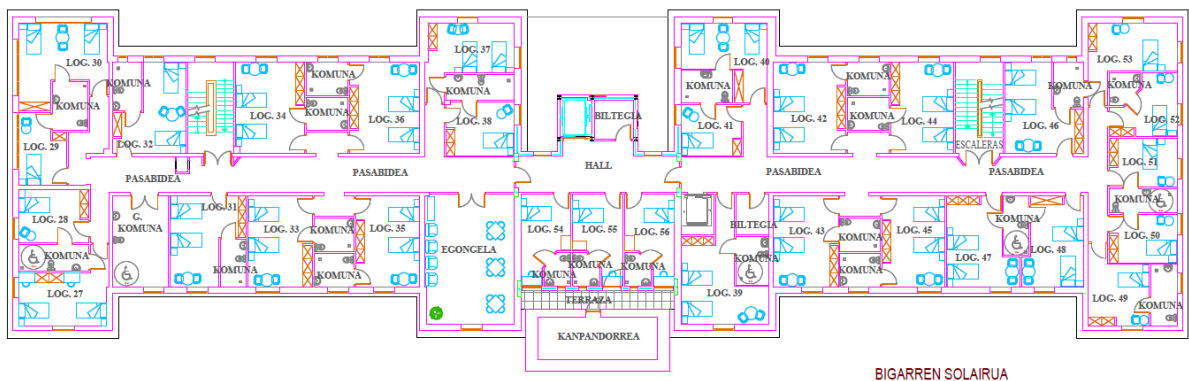 LOG. 30
KOMUNA
KOMUNA
LOG. 29
LOG. 32
LOG. 34
KOMUNA
KOMUNA
LOG. 36
LOG. 37
KOMUNA
LOG. 38
BILTEGIA
HALL
KOMUNA
LOG. 40
LOG. 41
LOG. 42
KOMUNA
KOMUNA
LOG. 44
ESCALERAS
LOG. 46
KOMUNA
LOG. 53
KOMUNA
LOG. 52
LOG. 51
KOMUNA
LOG. 50
PASABIDEA
PASABIDEA
PASABIDEA
PASABIDEA
LOG. 28
KOMUNA
LOG. 27
G.
KOMUNA
LOG. 31
KOMUNA
LOG. 33
KOMUNA
KOMUNA
LOG. 35
EGONGELA
LOG. 54
LOG. 55
LOG. 56
KOMUNA
KOMUNA
KOMUNA
TERRAZA
KANPANDORREA
BILTEGIA
KOMUNA
LOG. 39
LOG. 43
KOMUNA
KOMUNA
LOG. 45
LOG. 47
KOMUNA
LOG. 48
LOG. 49
KOMUNA
BIGARREN SOLAIRUA